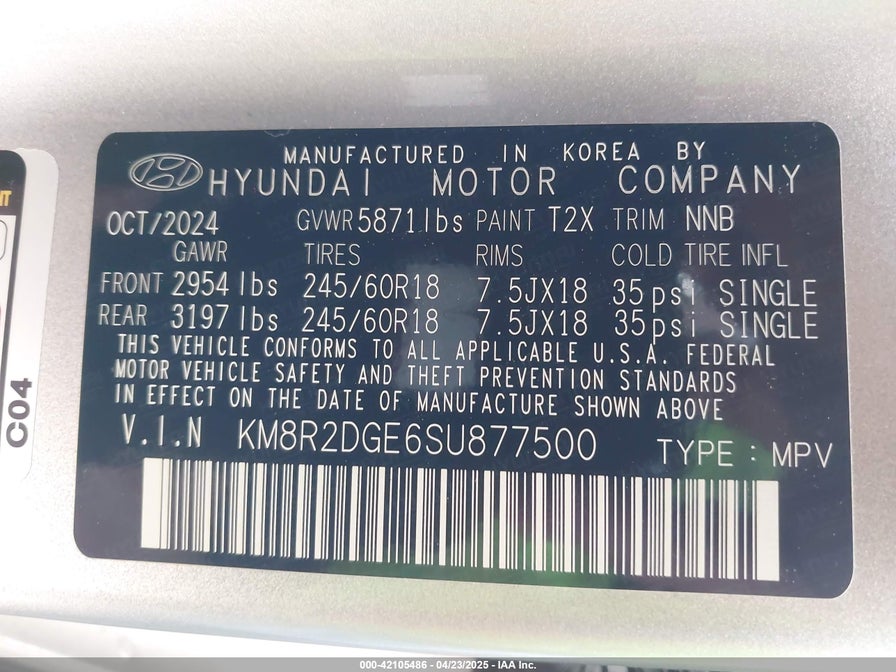 MANUFACTURED IN KOREA BY
HYUNDAI MOTOR COMPANY
OCT/2024 GVWR 5871 lbs PAINT T2X TRIM NNB
GAWR TIRES RIMS COLD TIRE INFL
FRONT 2954 lbs 245/60R18 7.5JX18 35psi SINGLE
REAR 3197 lbs 245/60R18 7.5JX18 35psi SINGLE
THIS VEHICLE CONFORMS TO ALL APPLICABLE U.S.A. FEDERAL
MOTOR VEHICLE SAFETY AND THEFT PREVENTION STANDARDS
IN EFFECT ON THE DATE OF MANUFACTURE SHOWN ABOVE
V.I.N KM8R2DGE6SU877500 TYPE : MPV
C04
000-42105486 - 04/23/2025 - IAA Inc.